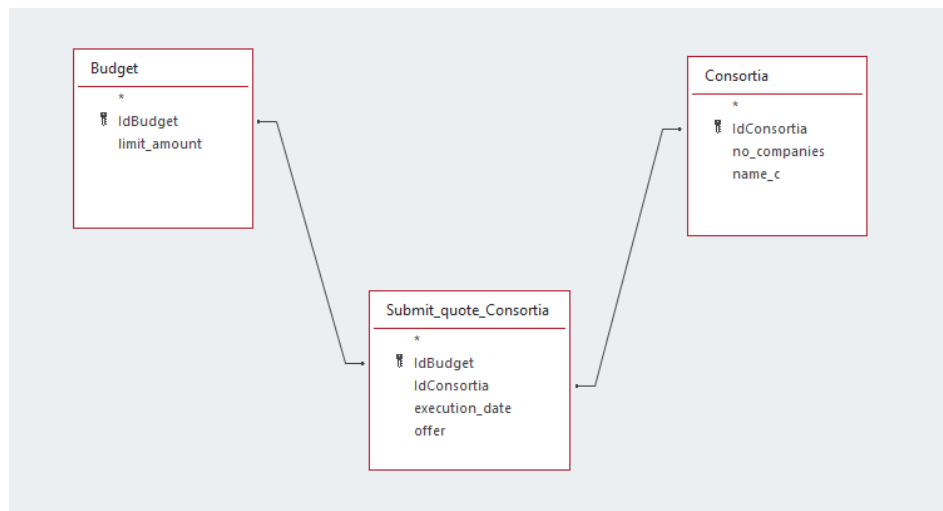 Budget
*
IdBudget
limit_amount
Consortia
*
IdConsortia
no_companies
name_c
Submit_quote_Consortia
*
IdBudget
IdConsortia
execution_date
offer